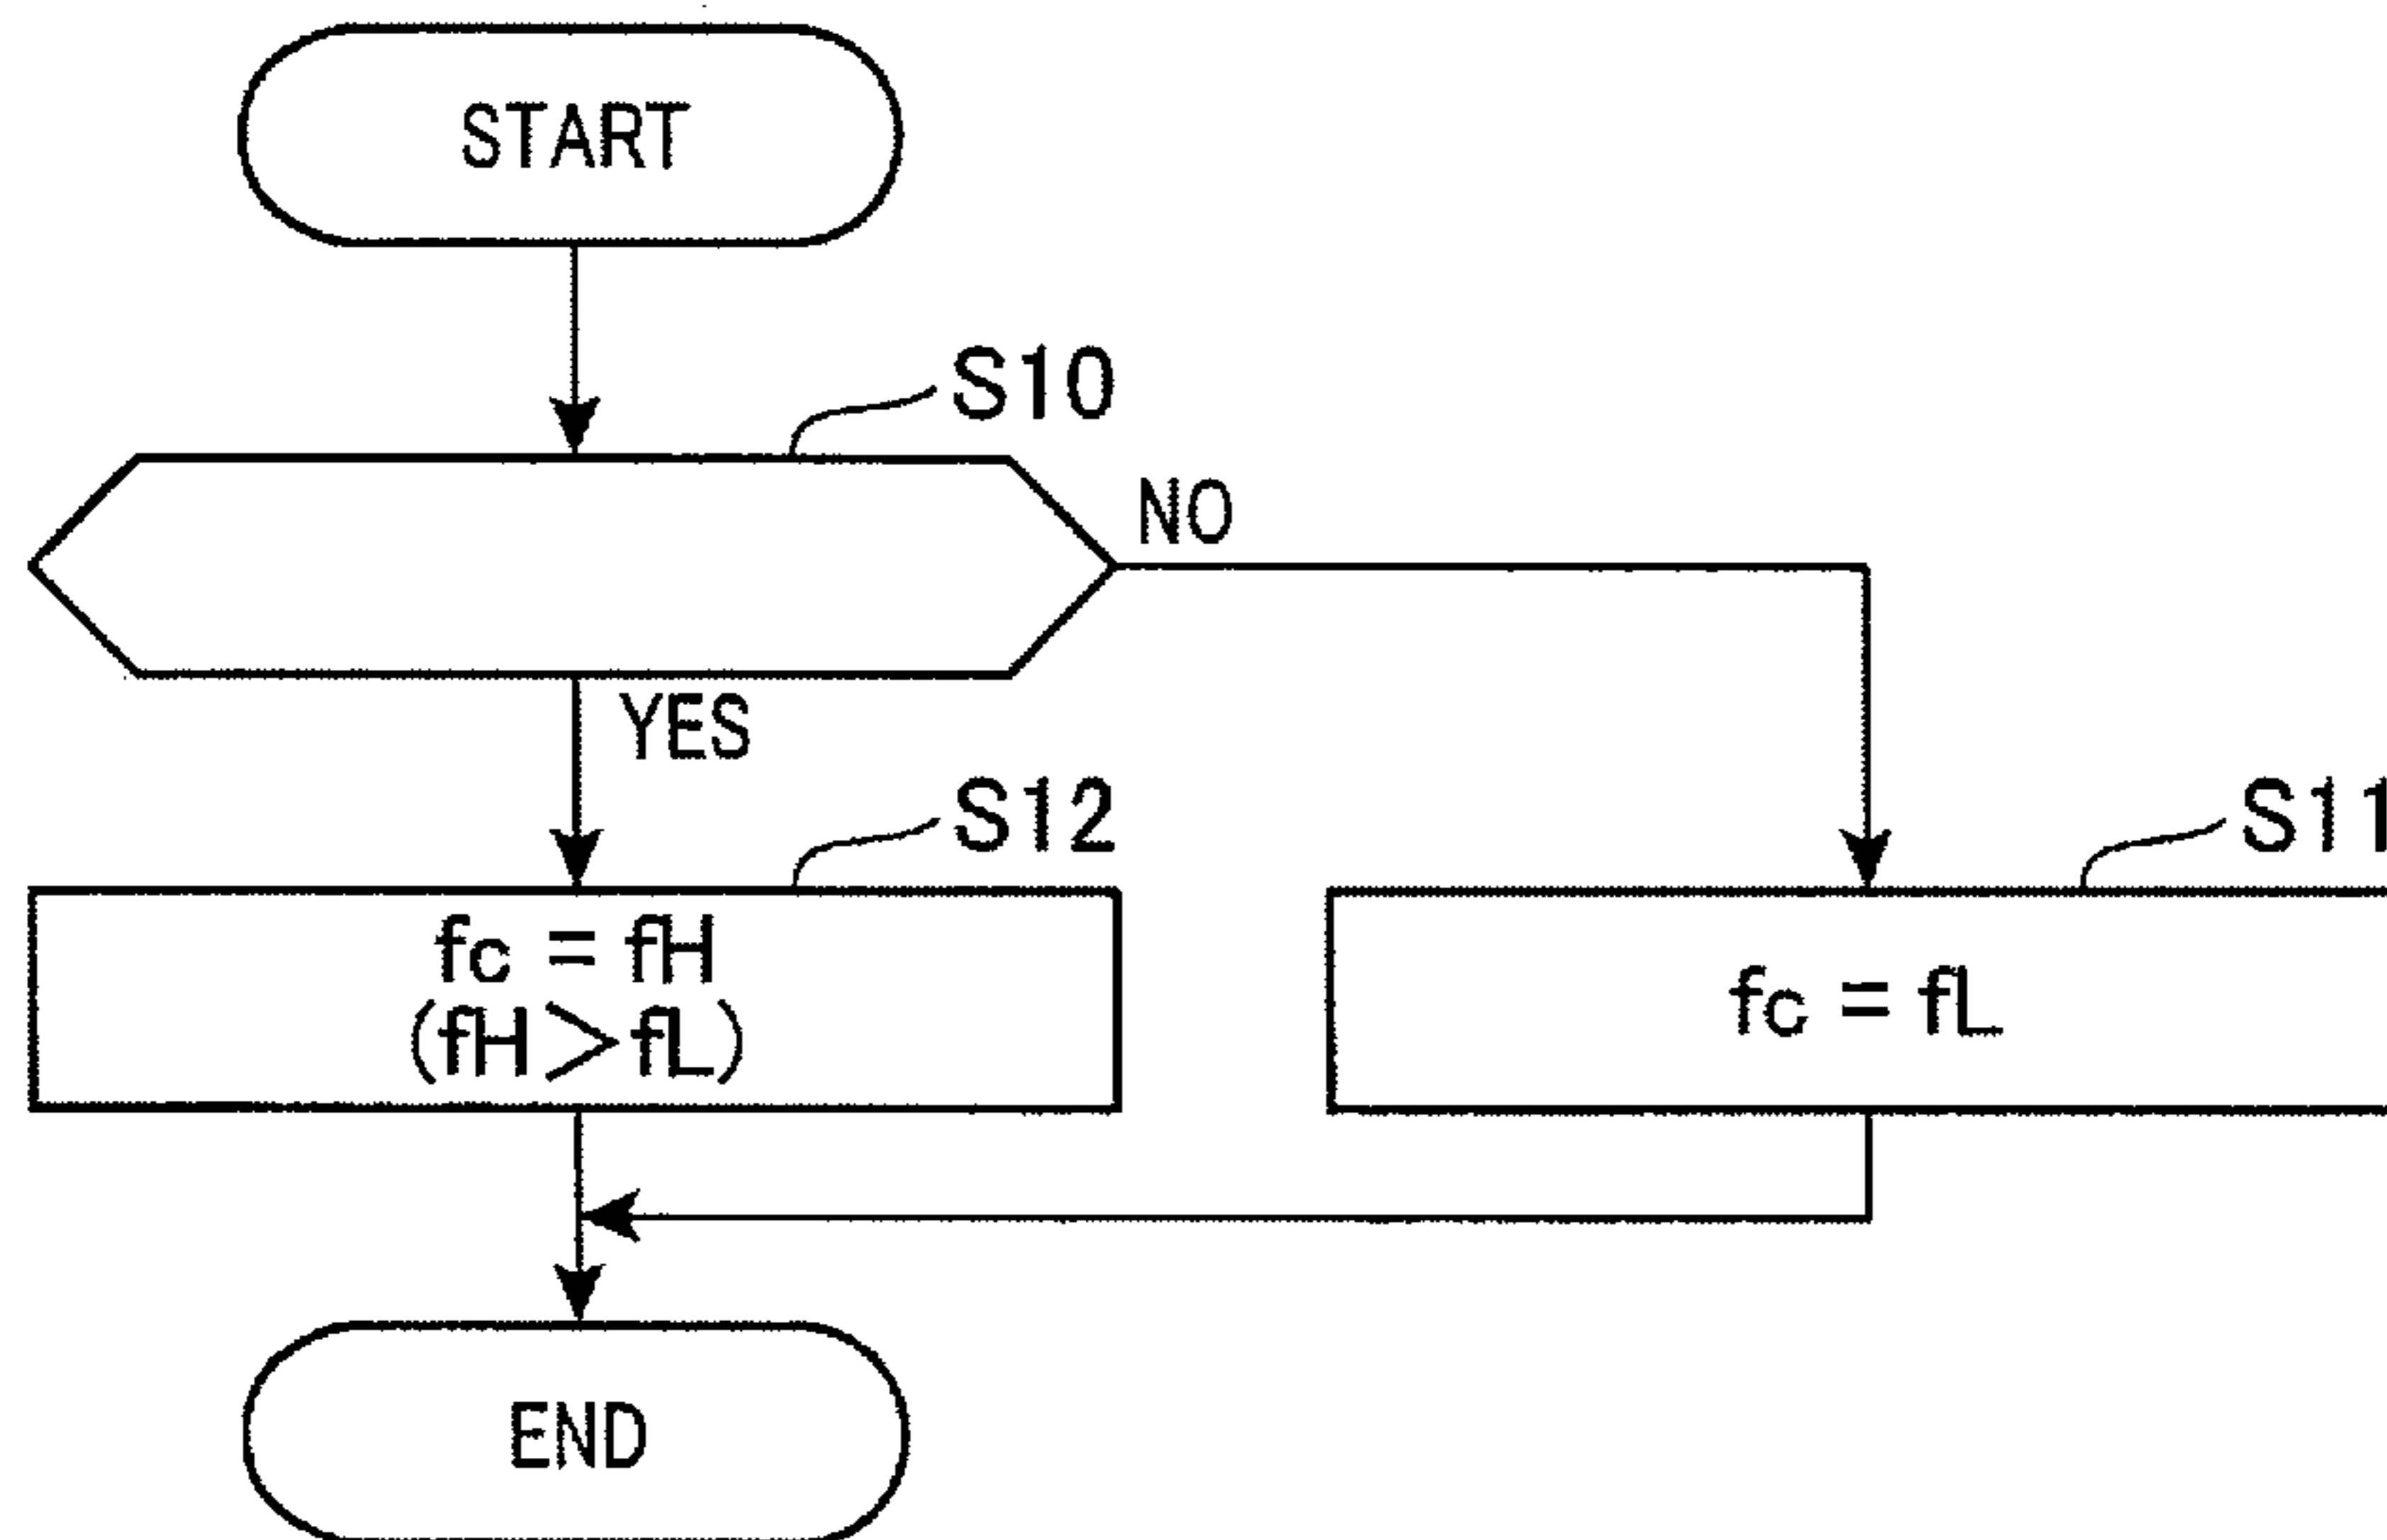 START
S10
NO
YES
S12
S11
fc = fH
(fH＞fL)
fc = fL
END